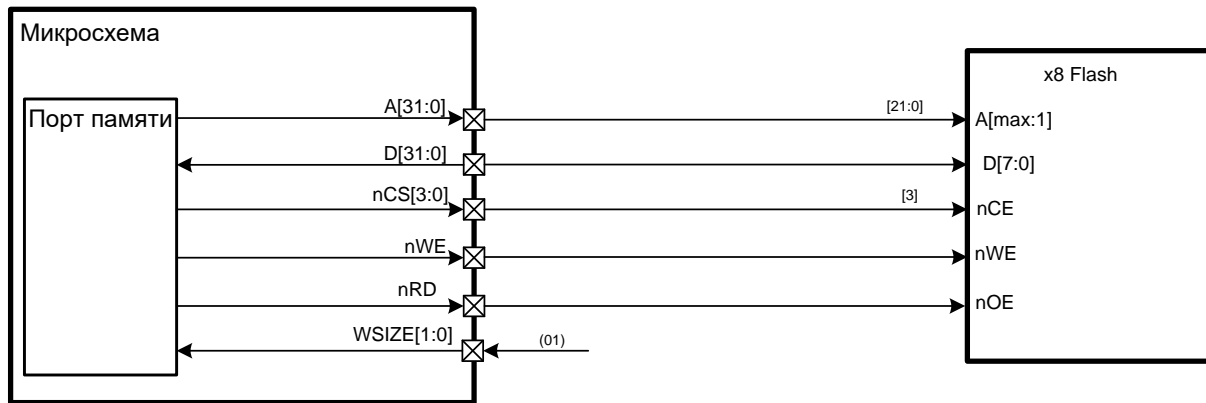 Микросхема
x8 Flash
Порт памяти
A[31:0]
[21:0]
A[max:1]
D[31:0]
D[7:0]
nCS[3:0]
[3]
nCE
nWE
nWE
nRD
nOE
WSIZE[1:0]
(01)